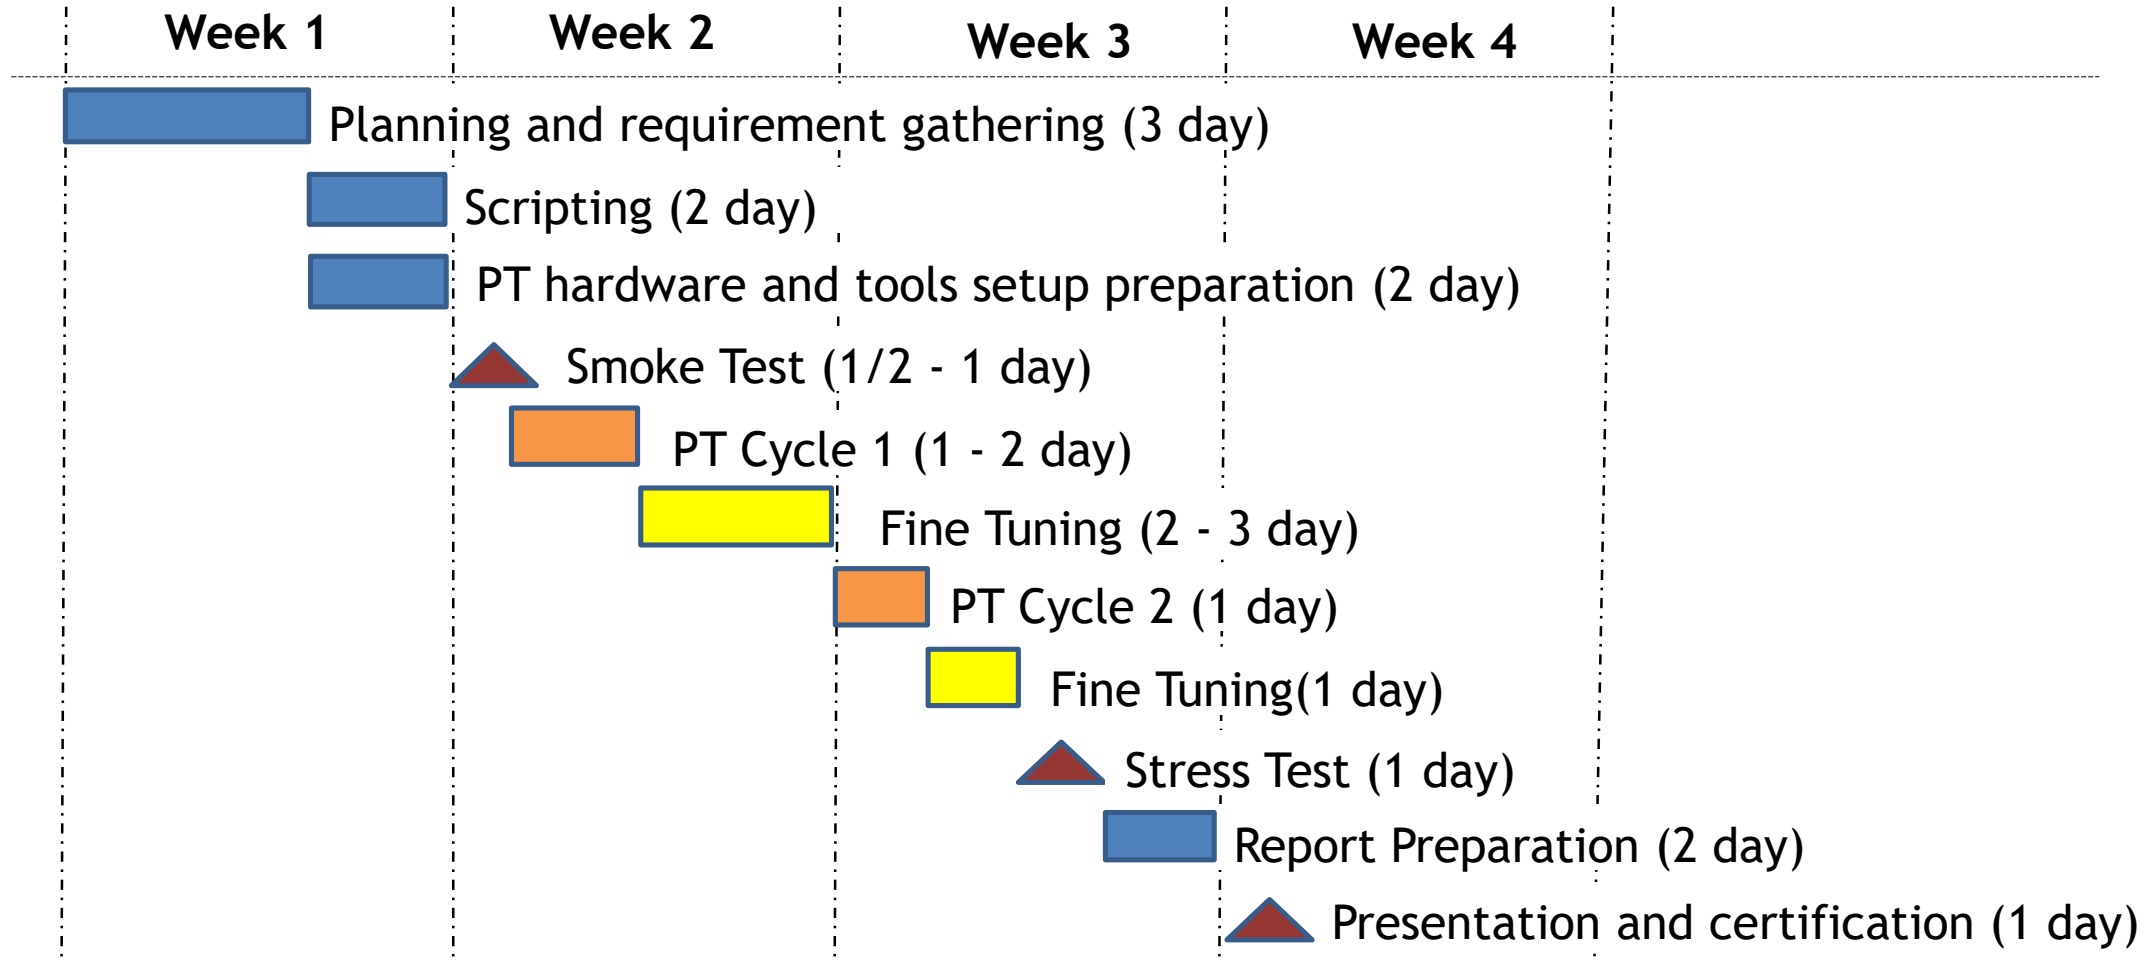 Week 1
Week 2
Week 3
Week 4
Planning and requirement gathering (3 day)
Scripting (2 day)
PT hardware and tools setup preparation (2 day)
Smoke Test (1/2 - 1 day)
PT Cycle 1 (1 - 2 day)
Fine Tuning (2 - 3 day)
PT Cycle 2 (1 day)
Fine Tuning(1 day)
Stress Test (1 day)
Report Preparation (2 day)
Presentation and certification (1 day)